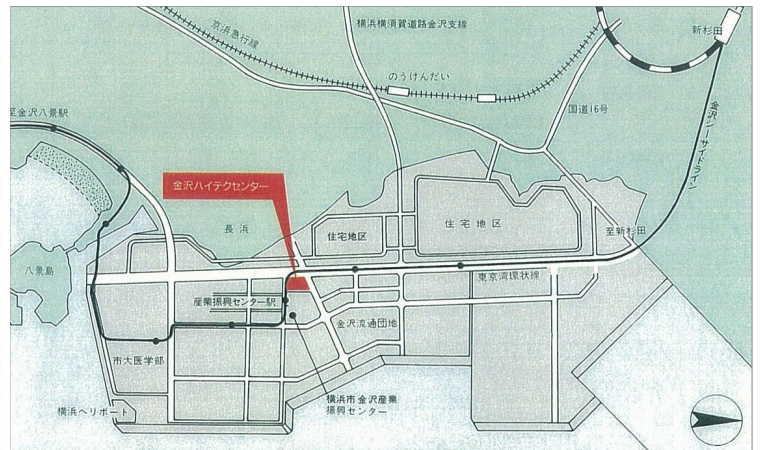 横浜横須賀道路金沢支線
新杉田
京浜急行線
のうけんだい
国道16号
金沢シーサイドライン
至金沢八景駅
金沢ハイテクセンター
長浜
住宅地区
住宅地区
至新杉田
八景島
東京湾環状線
産業振興センター駅
金沢流通団地
市大医学部
横浜市金沢産業
振興センター
横浜ヘリポート